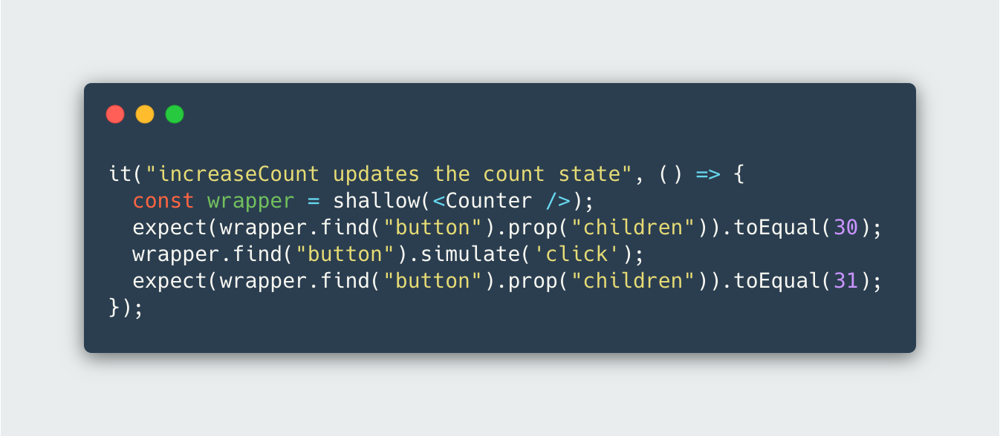 it("increaseCount updates the count state", () => {
  const wrapper = shallow(<Counter />);
  expect(wrapper.find("button").prop("children")).toEqual(30);
  wrapper.find("button").simulate('click');
  expect(wrapper.find("button").prop("children")).toEqual(31);
});